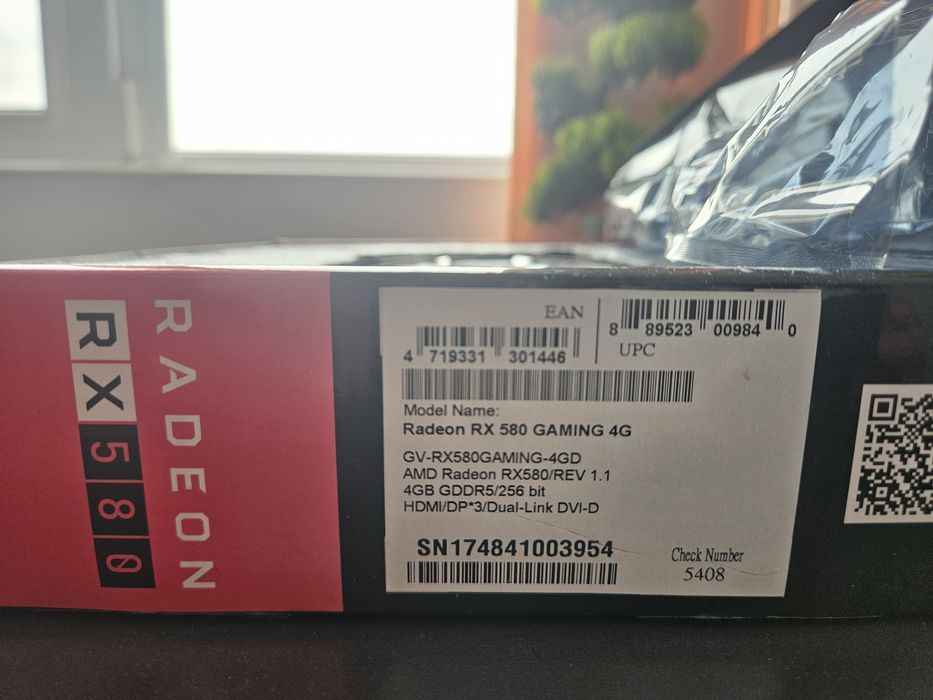 RADEON
RX 580
EAN
4 719331 301446
8 89523 00984 0
UPC
Model Name:
Radeon RX 580 GAMING 4G
GV-RX580GAMING-4GD
AMD Radeon RX580/REV 1.1
4GB GDDR5/256 bit
HDMI/DP*3/Dual-Link DVI-D
SN174841003954
Check Number
5408